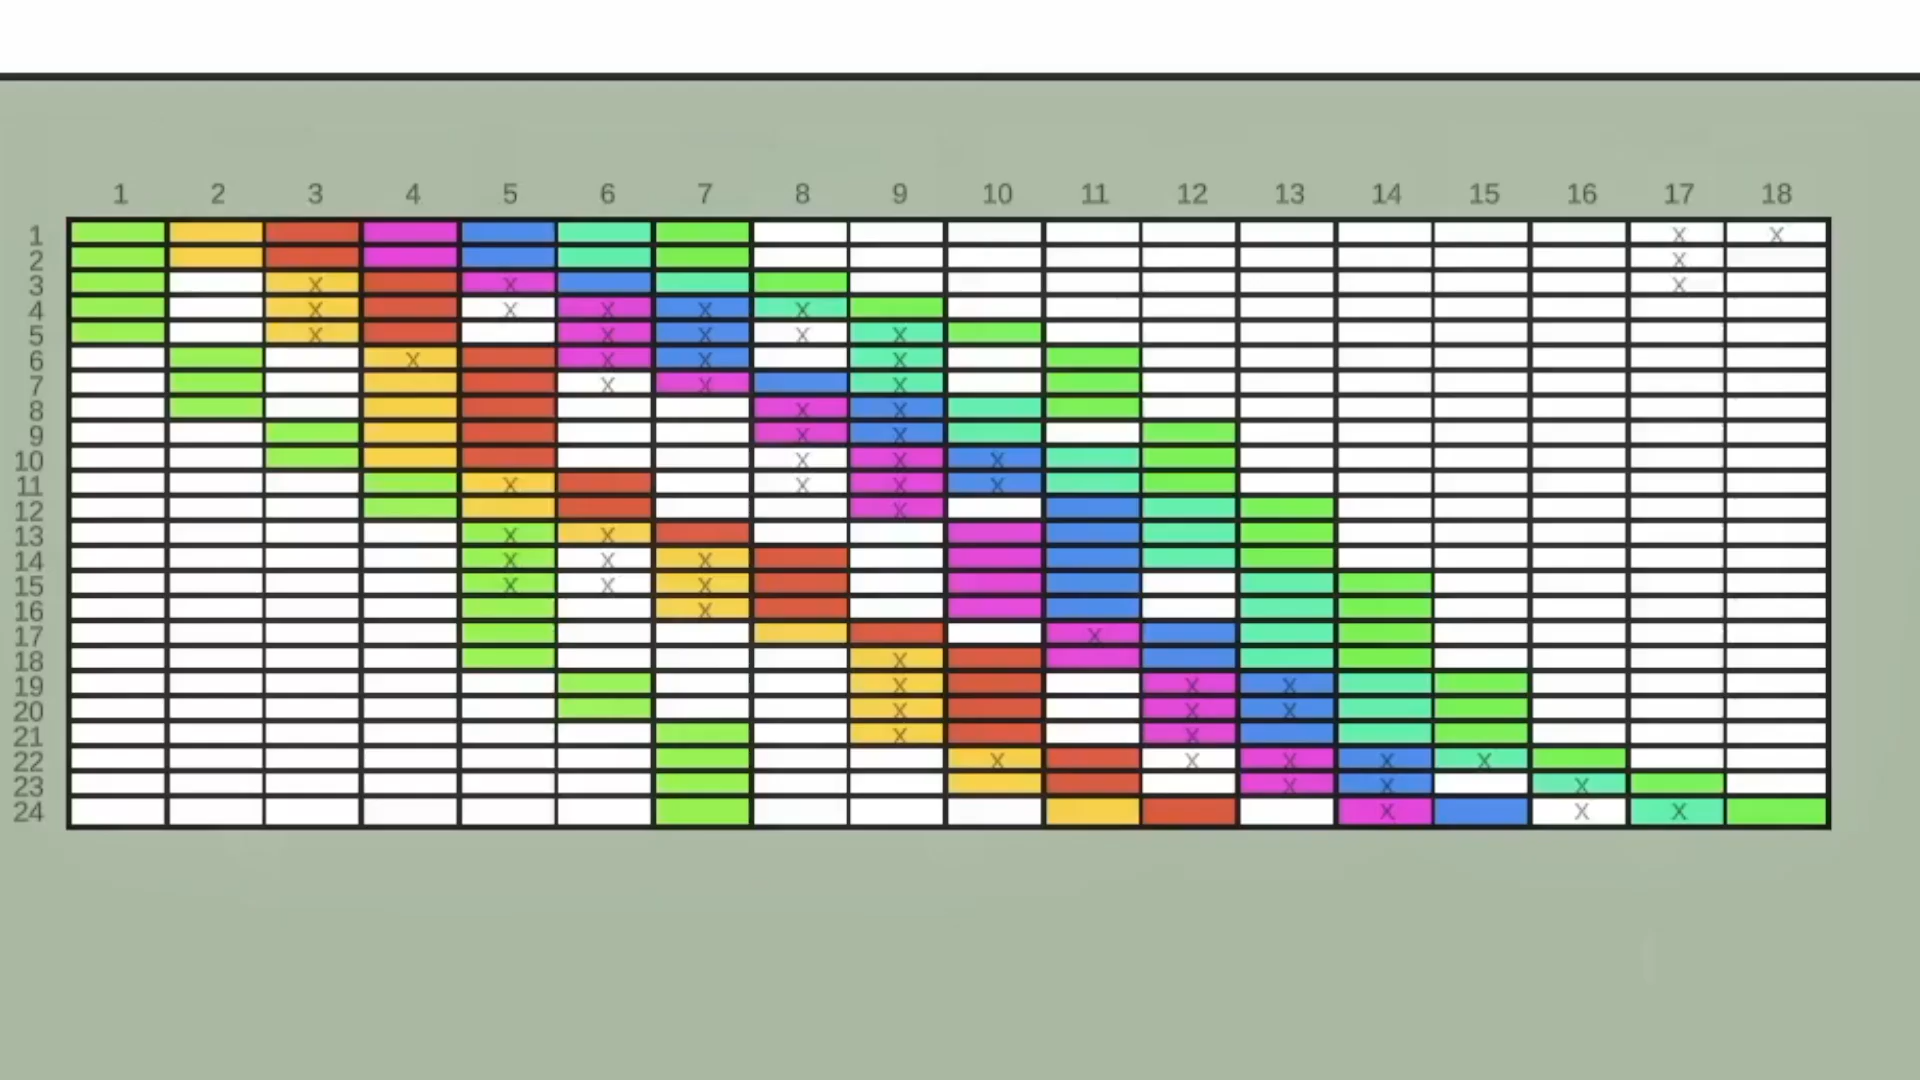 1 2 3 4 5 6 7 8 9 10 11 12 13 14 15 16 17 18
1 X X
2 X
3 X X X
4 X X X X X
5 X X X X X
6 X X X X
7 X X X
8 X X
9 X X
10 X X X
11 X X X X
12 X
13 X X
14 X X X
15 X X X
16 X
17 X
18 X
19 X X X
20 X X X
21 X X
22 X X X X X
23 X X X
24 X X X